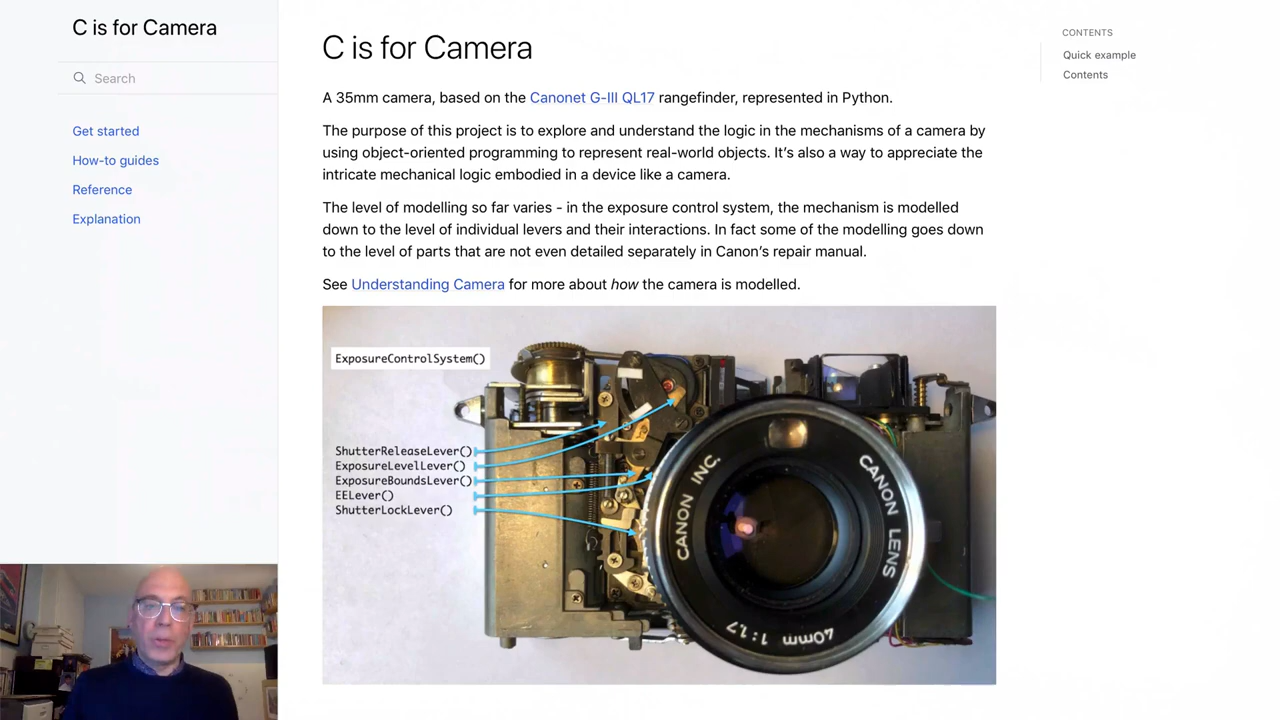 C is for Camera
Search
Get started
How-to guides
Reference
Explanation
C is for Camera
A 35mm camera, based on the Canonet G-III QL17 rangefinder, represented in Python.
The purpose of this project is to explore and understand the logic in the mechanisms of a camera by
using object-oriented programming to represent real-world objects. It’s also a way to appreciate the
intricate mechanical logic embodied in a device like a camera.
The level of modelling so far varies - in the exposure control system, the mechanism is modelled
down to the level of individual levers and their interactions. In fact some of the modelling goes down
to the level of parts that are not even detailed separately in Canon’s repair manual.
See Understanding Camera for more about how the camera is modelled.
ExposureControlSystem()
ShutterReleaseLever()
ExposureLevelLever()
ExposureBoundsLever()
EELever()
ShutterLockLever()
CANON INC.
CANON LENS
40mm 1:1.7
CONTENTS
Quick example
Contents